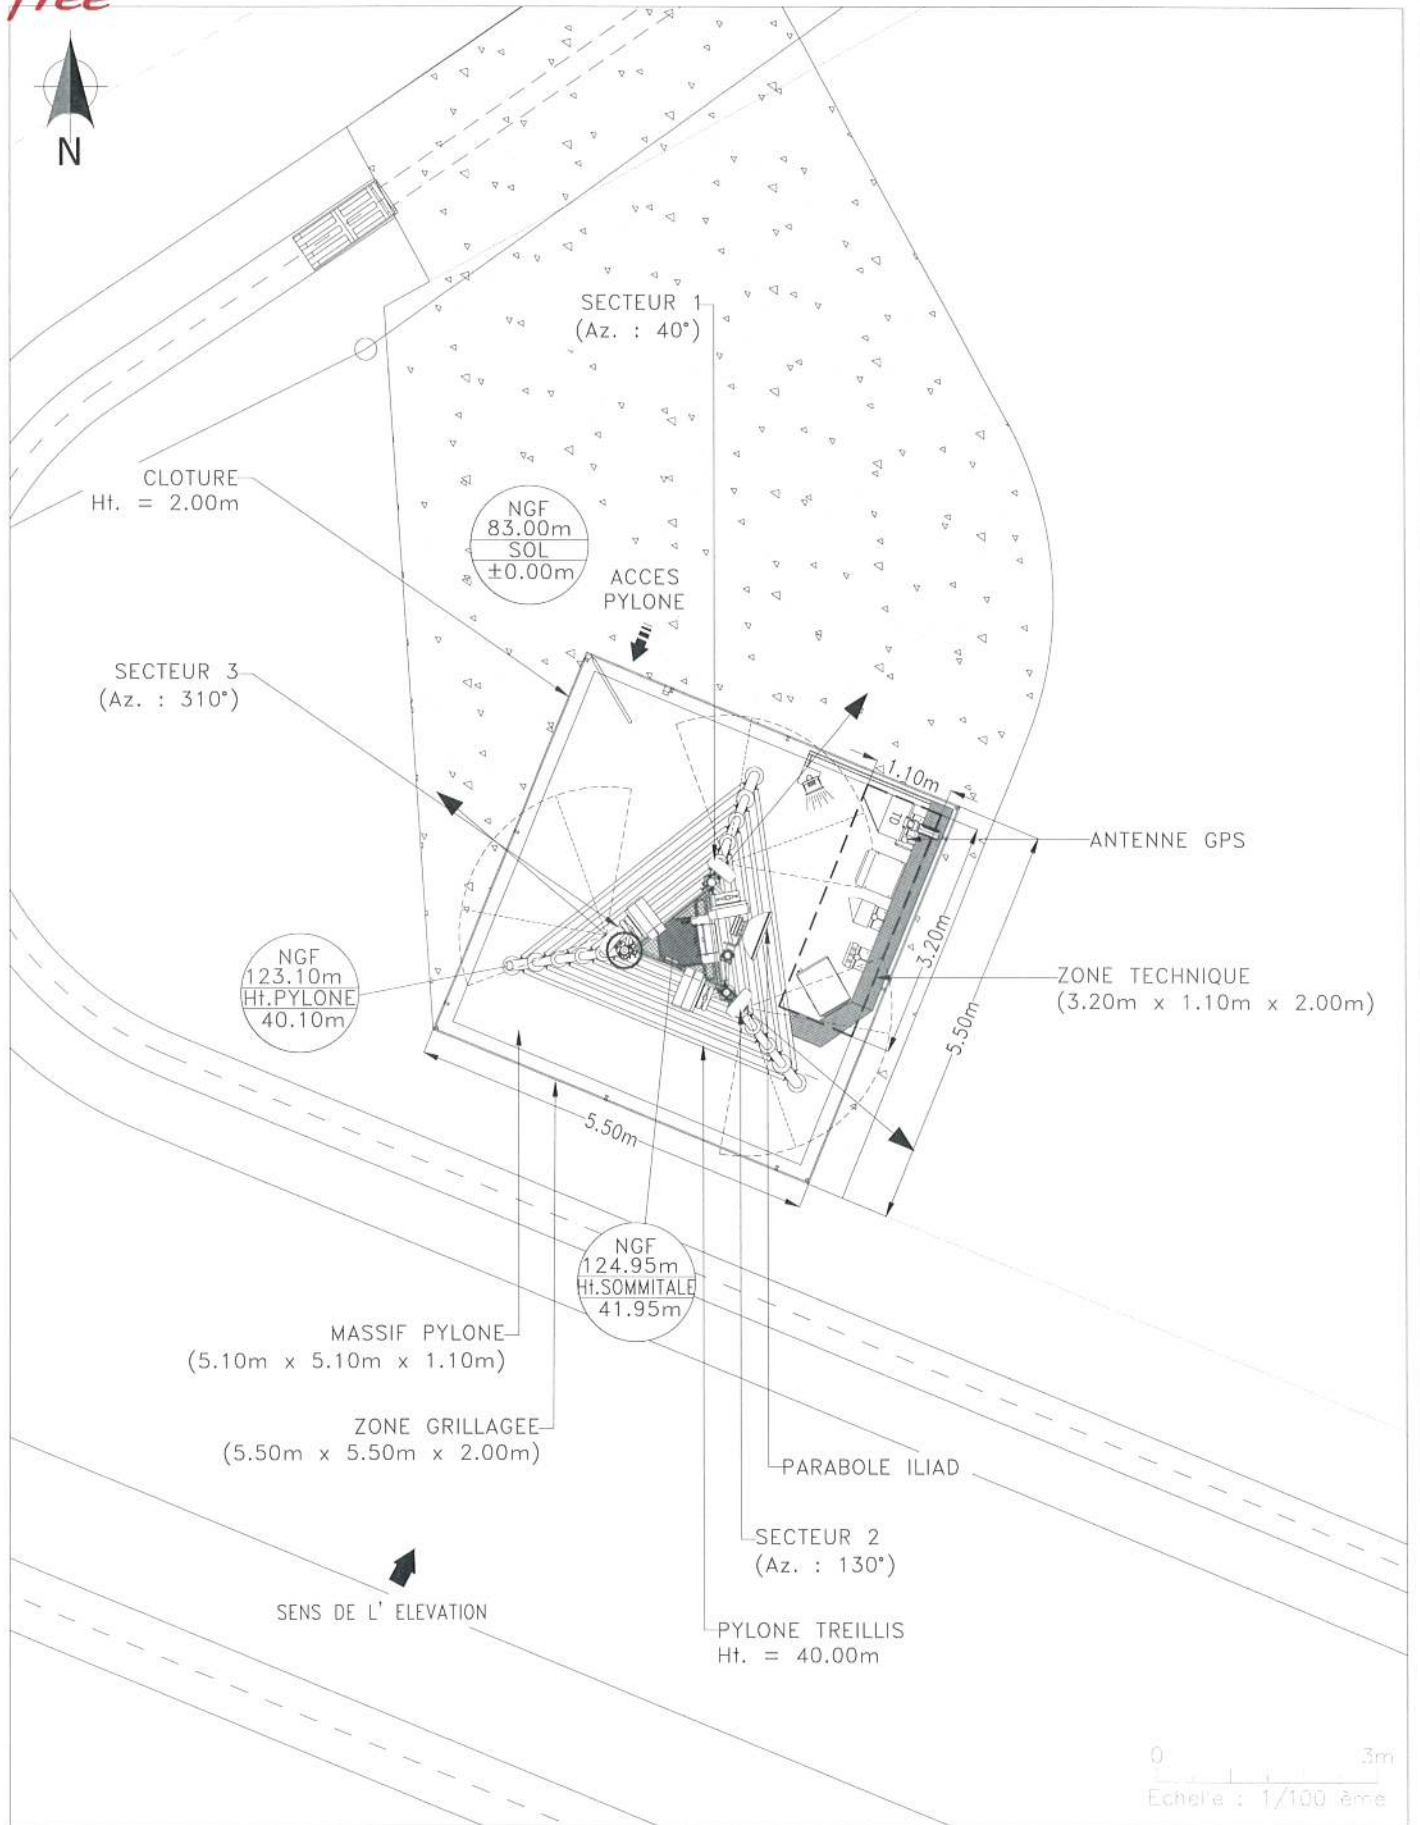 free
N
SECTEUR 1
(Az. : 40°)
CLOTURE
Ht. = 2.00m
NGF
83.00m
SOL
±0.00m
ACCES
PYLONE
SECTEUR 3
(Az. : 310°)
1.10m
TD
ANTENNE GPS
3.20m
NGF
123.10m
Ht.PYLONE
40.10m
ZONE TECHNIQUE
(3.20m x 1.10m x 2.00m)
5.50m
5.50m
NGF
124.95m
Ht.SOMMITALE
41.95m
MASSIF PYLONE
(5.10m x 5.10m x 1.10m)
ZONE GRILLAGEE
(5.50m x 5.50m x 2.00m)
PARABOLE ILIAD
SECTEUR 2
(Az. : 130°)
SENS DE L' ELEVATION
PYLONE TREILLIS
Ht. = 40.00m
0 3m
Echelle : 1/100 ème